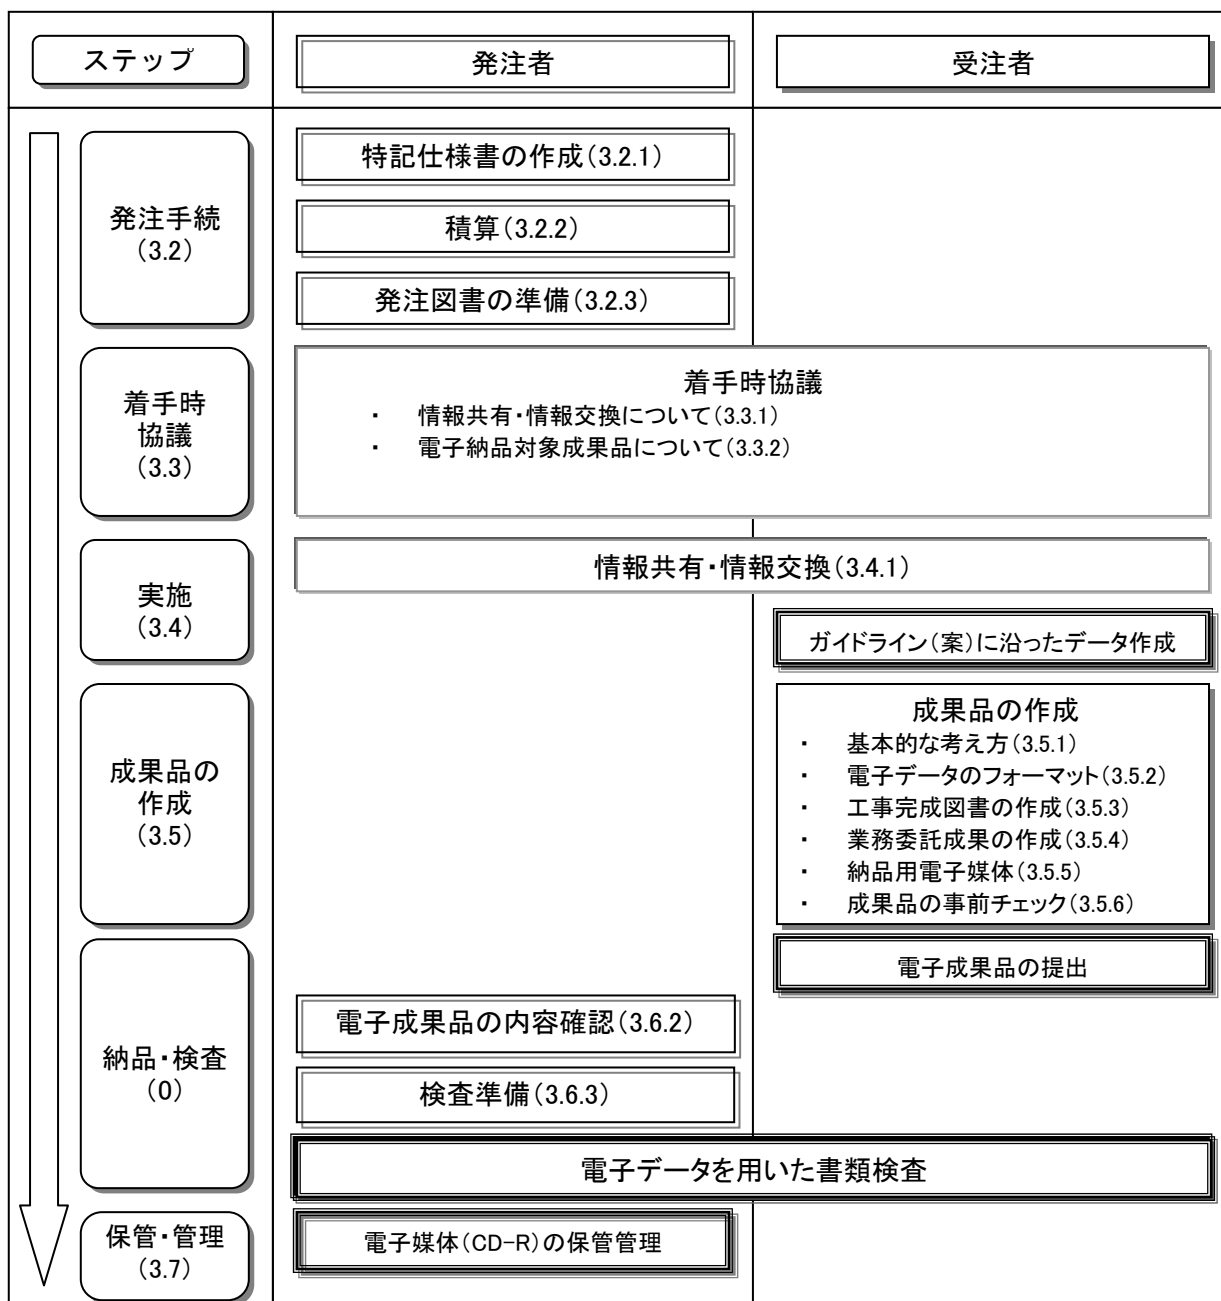 ステップ
発注者
受注者
発注手続
(3.2)
特記仕様書の作成(3.2.1)
積算(3.2.2)
発注図書の準備(3.2.3)
着手時
協議
(3.3)
着手時協議
・ 情報共有・情報交換について(3.3.1)
・ 電子納品対象成果品について(3.3.2)
実施
(3.4)
情報共有・情報交換(3.4.1)
ガイドライン(案)に沿ったデータ作成
成果品の
作成
(3.5)
成果品の作成
・ 基本的な考え方(3.5.1)
・ 電子データのフォーマット(3.5.2)
・ 工事完成図書の作成(3.5.3)
・ 業務委託成果の作成(3.5.4)
・ 納品用電子媒体(3.5.5)
・ 成果品の事前チェック(3.5.6)
電子成果品の提出
納品・検査
(0)
電子成果品の内容確認(3.6.2)
検査準備(3.6.3)
電子データを用いた書類検査
保管・管理
(3.7)
電子媒体(CD-R)の保管管理